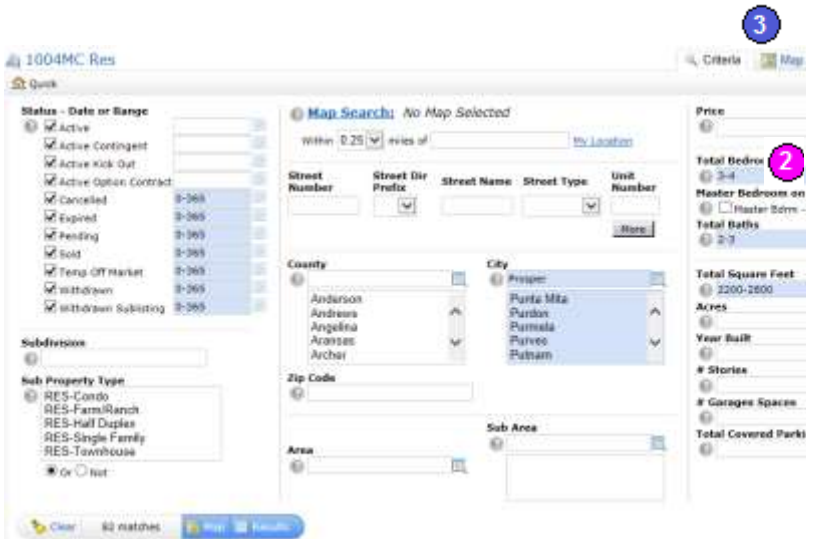 3
1004MC Res
Criteria Map
Quick
Status - Date or Range
Active
Active Contingent
Active Kick Out
Active Option Contract
Cancelled 0-365
Expired 0-365
Pending 0-365
Sold 0-365
Temp Off Market 0-365
Withdrawn 0-365
Withdrawn Sublisting 0-365
Subdivision
Sub Property Type
RES-Condo
RES-Farm/Ranch
RES-Half Duplex
RES-Single Family
RES-Townhouse
Or Not
Map Search: No Map Selected
Within 0.25 miles of My Location
Street Number
Street Dir Prefix
Street Name
Street Type
Unit Number
More
County
Anderson
Andrews
Angelina
Aransas
Archer
City
Prosper
Punta Mita
Purdon
Purmela
Purves
Putnam
Zip Code
Area
Sub Area
Price
Total Bedroo
2
3-4
Master Bedroom on
Master Bdrm -
Total Baths
2-3
Total Square Feet
2200-2800
Acres
Year Built
# Stories
# Garages Spaces
Total Covered Parki
Clear 82 matches Map Results